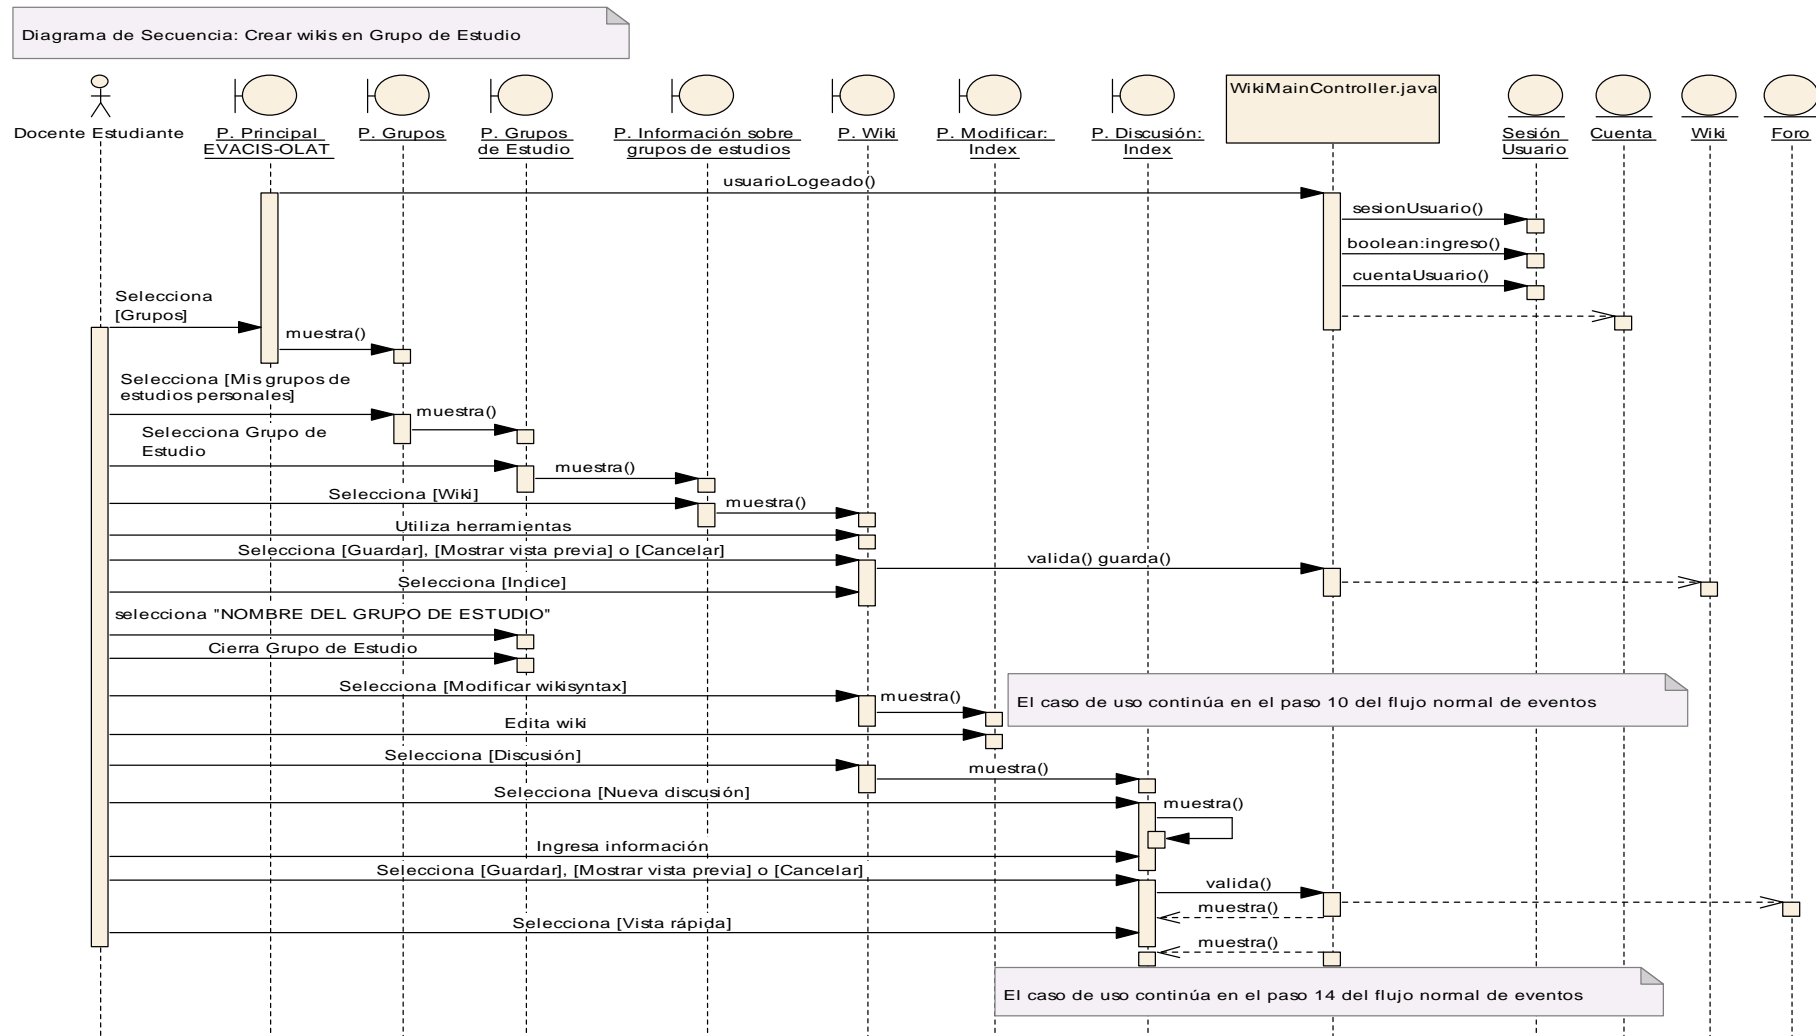 Diagrama de Secuencia: Crear wikis en Grupo de Estudio
Docente Estudiante
P. Principal
EVACIS-OLAT
P. Grupos
P. Grupos
de Estudio
P. Información sobre
grupos de estudios
P. Wiki
P. Modificar:
Index
P. Discusión:
Index
WikiMainController.java
Sesión
Usuario
Cuenta
Wiki
Foro
usuarioLogeado()
sesionUsuario()
boolean:ingreso()
cuentaUsuario()
Selecciona
[Grupos]
muestra()
Selecciona [Mis grupos de
estudios personales]
muestra()
Selecciona Grupo de
Estudio
muestra()
Selecciona [Wiki]
muestra()
Utiliza herramientas
Selecciona [Guardar], [Mostrar vista previa] o [Cancelar]
valida() guarda()
Selecciona [Indice]
selecciona "NOMBRE DEL GRUPO DE ESTUDIO"
Cierra Grupo de Estudio
Selecciona [Modificar wikisyntax]
muestra()
El caso de uso continúa en el paso 10 del flujo normal de eventos
Edita wiki
Selecciona [Discusión]
muestra()
Selecciona [Nueva discusión]
muestra()
Ingresa información
Selecciona [Guardar], [Mostrar vista previa] o [Cancelar]
valida()
muestra()
Selecciona [Vista rápida]
muestra()
El caso de uso continúa en el paso 14 del flujo normal de eventos